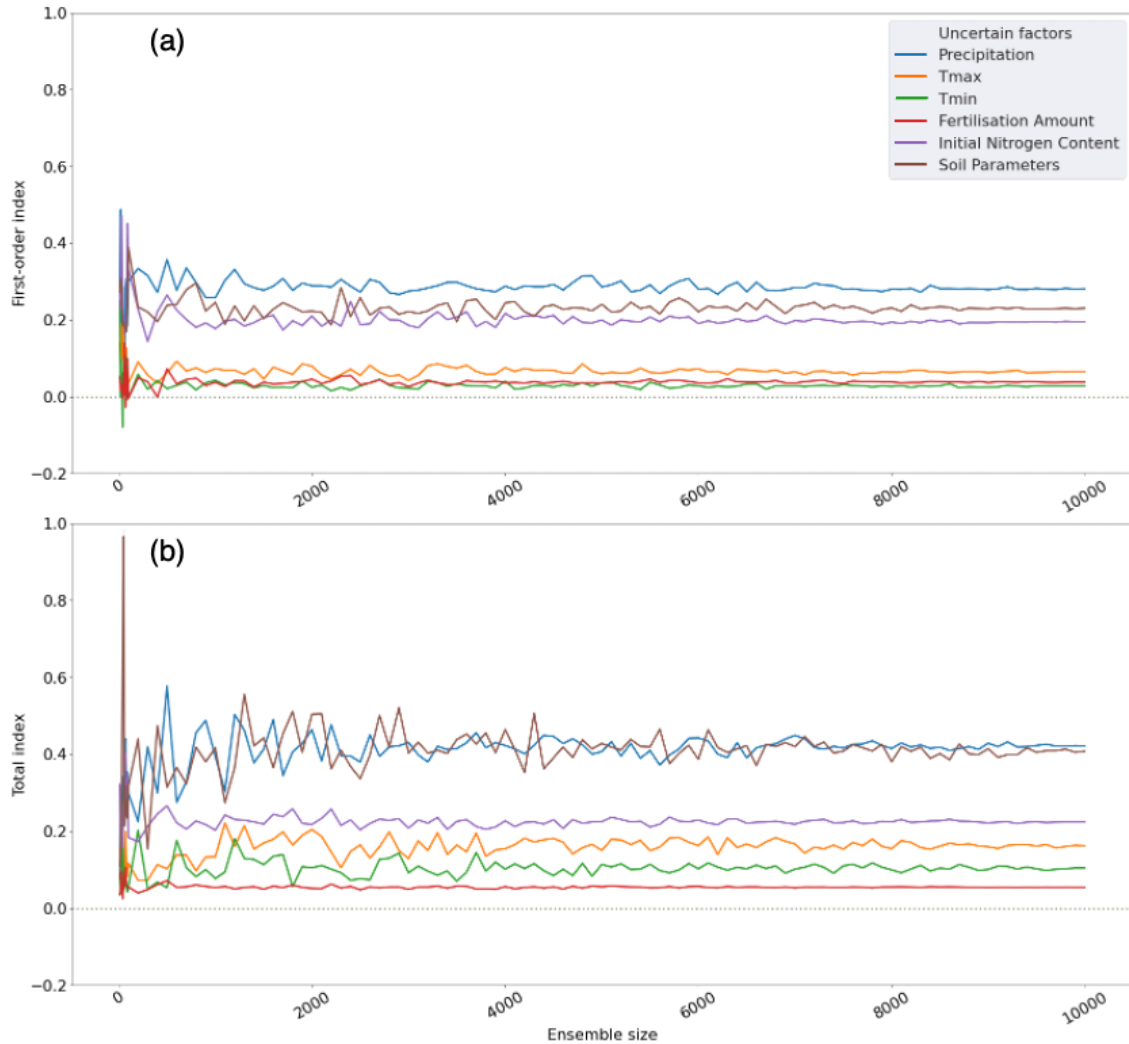 (a)
First-order index
1.0
0.8
0.6
0.4
0.2
0.0
−0.2
Uncertain factors
Precipitation
Tmax
Tmin
Fertilisation Amount
Initial Nitrogen Content
Soil Parameters
0
2000
4000
6000
8000
10000
(b)
Total index
1.0
0.8
0.6
0.4
0.2
0.0
−0.2
0
2000
4000
6000
8000
10000
Ensemble size